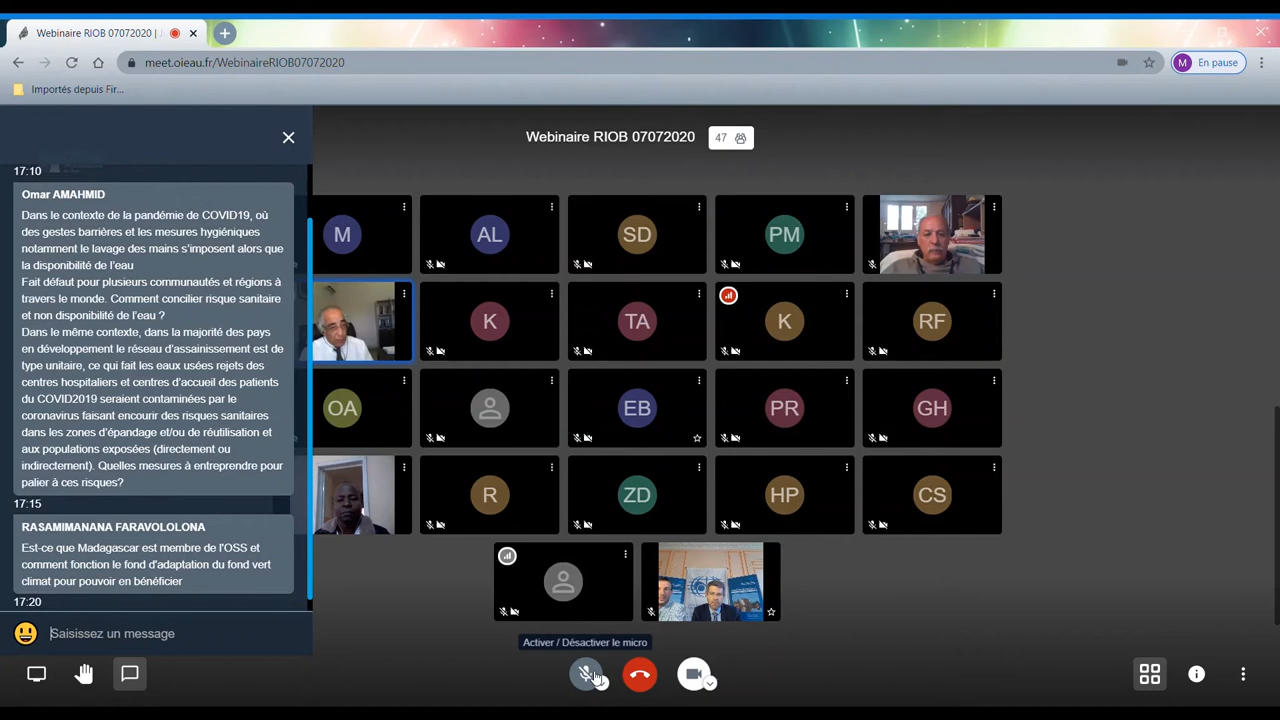 Webinaire RIOB 07072020 |
meet.oieau.fr/WebinaireRIOB07072020
M
En pause
Importés depuis Fir...
Webinaire RIOB 07072020
47
17:10
Omar AMAHMID
Dans le contexte de la pandémie de COVID19, où
des gestes barrières et les mesures hygiéniques
notamment le lavage des mains s'imposent alors que
la disponibilité de l'eau
Fait défaut pour plusieurs communautés et régions à
travers le monde. Comment concilier risque sanitaire
et non disponibilité de l'eau ?
Dans le même contexte, dans la majorité des pays
en développement le réseau d'assainissement est de
type unitaire, ce qui fait les eaux usées rejets des
centres hospitaliers et centres d'accueil des patients
du COVID2019 seraient contaminées par le
coronavirus faisant encourir des risques sanitaires
dans les zones d'épandage et/ou de réutilisation et
aux populations exposées (directement ou
indirectement). Quelles mesures à entreprendre pour
palier à ces risques?
17:15
RASAMIMANANA FARAVOLOLONA
Est-ce que Madagascar est membre de l'OSS et
comment fonction le fond d'adaptation du fond vert
climat pour pouvoir en bénéficier
17:20
Saisissez un message
M
AL
SD
PM
K
TA
K
RF
OA
EB
PR
GH
R
ZD
HP
CS
Activer / Désactiver le micro